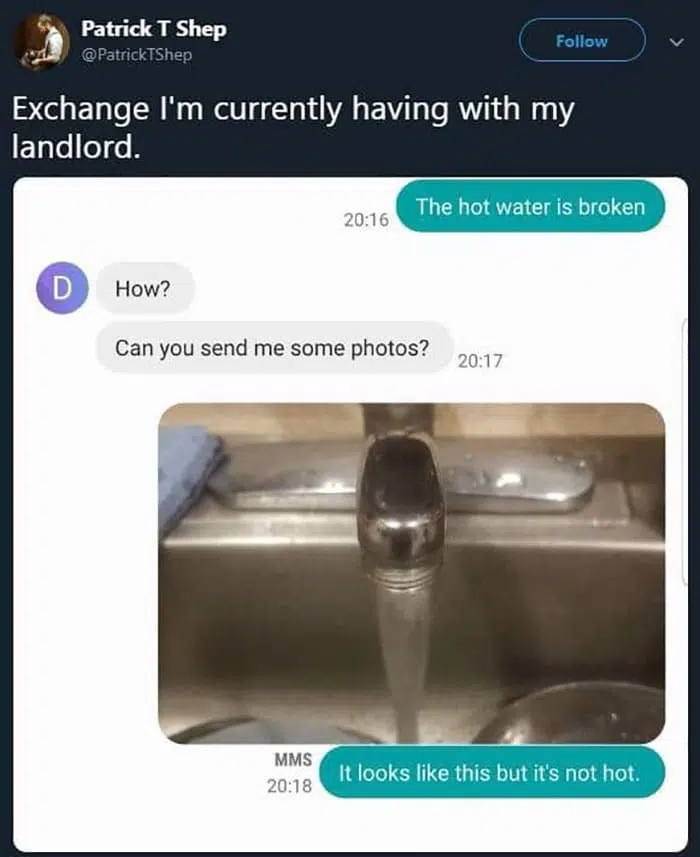 Patrick T Shep
@PatrickTShep
Follow
Exchange I'm currently having with my
landlord.
The hot water is broken
20:16
D
How?
Can you send me some photos?
20:17
MMS
20:18
It looks like this but it's not hot.